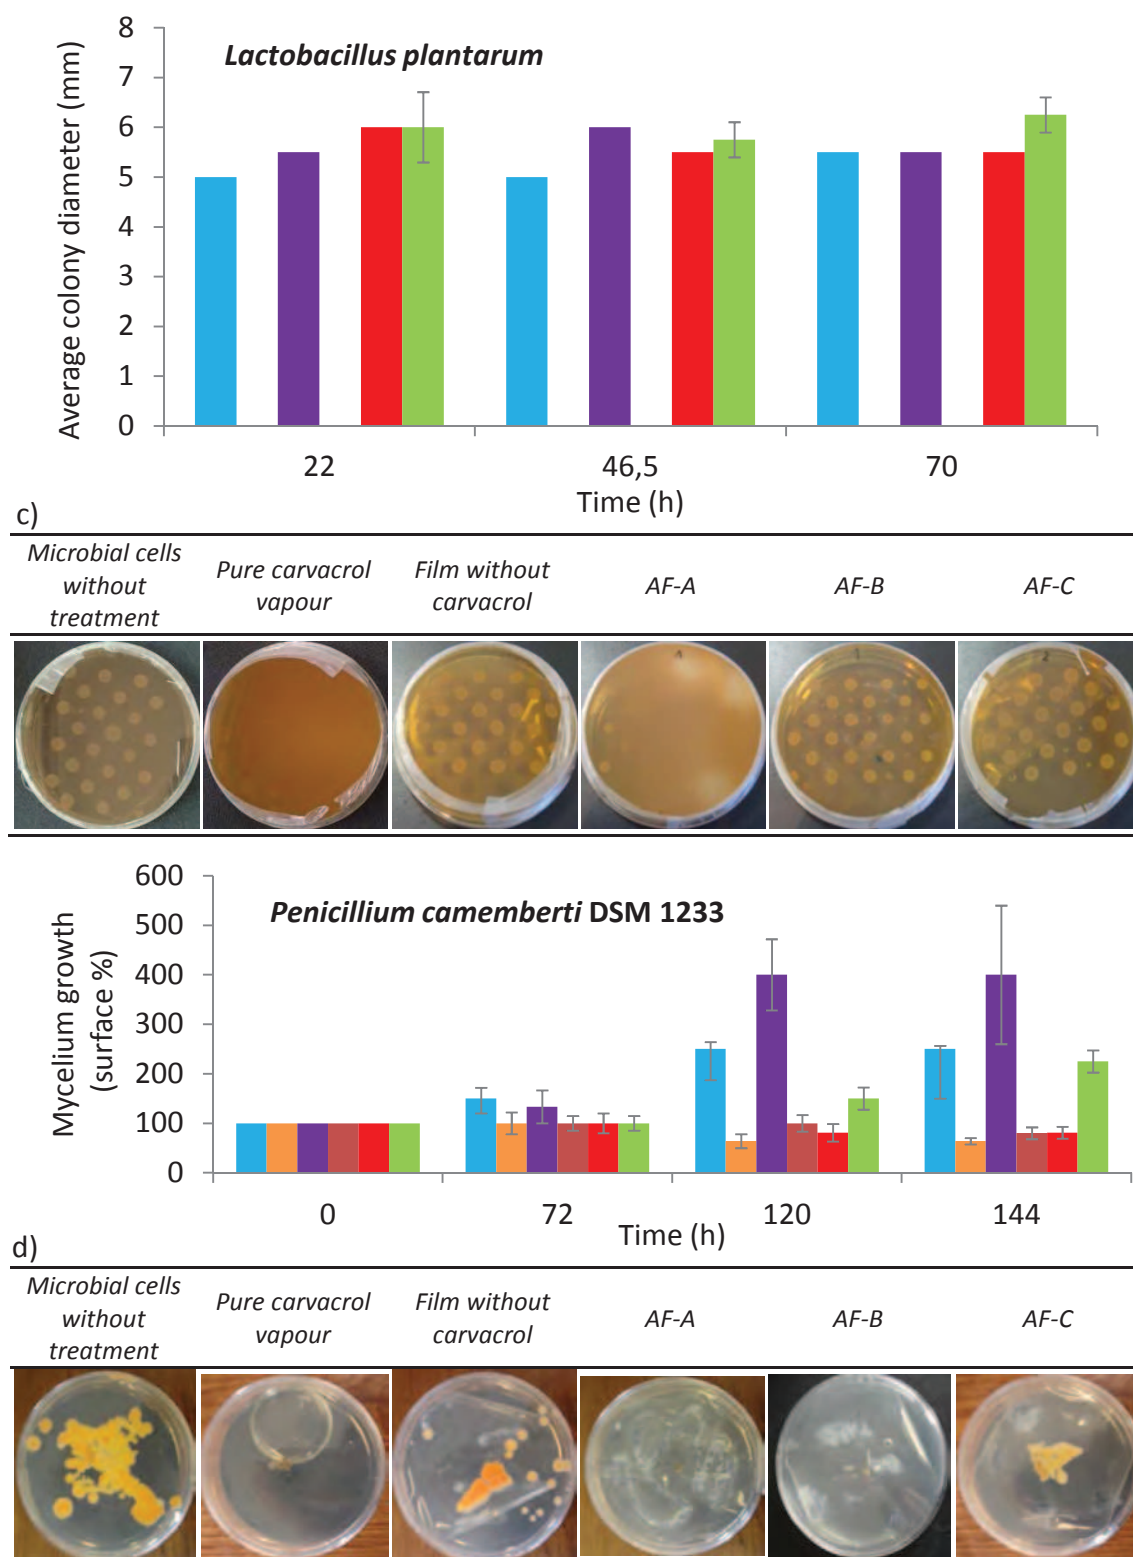 8
7
6
5
4
3
2
1
0
Average colony diameter (mm)
Lactobacillus plantarum
22 46,5 70
Time (h)
c)
Microbial cells without treatment
Pure carvacrol vapour
Film without carvacrol
AF-A
AF-B
AF-C
600
500
400
300
200
100
0
Mycelium growth
(surface %)
Penicillium camemberti DSM 1233
0 72 120 144
Time (h)
d)
Microbial cells without treatment
Pure carvacrol vapour
Film without carvacrol
AF-A
AF-B
AF-C